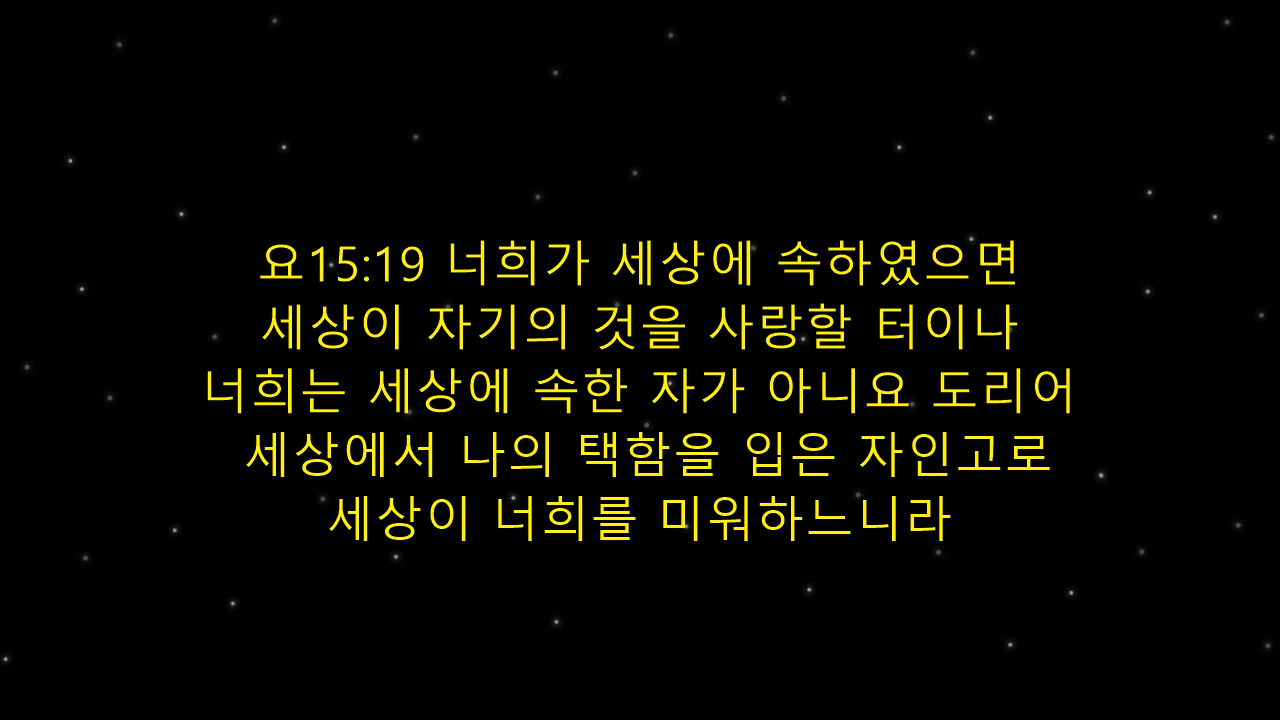 요15:19 너희가 세상에 속하였으면
세상이 자기의 것을 사랑할 터이나
너희는 세상에 속한 자가 아니요 도리어
세상에서 나의 택함을 입은 자인고로
세상이 너희를 미워하느니라